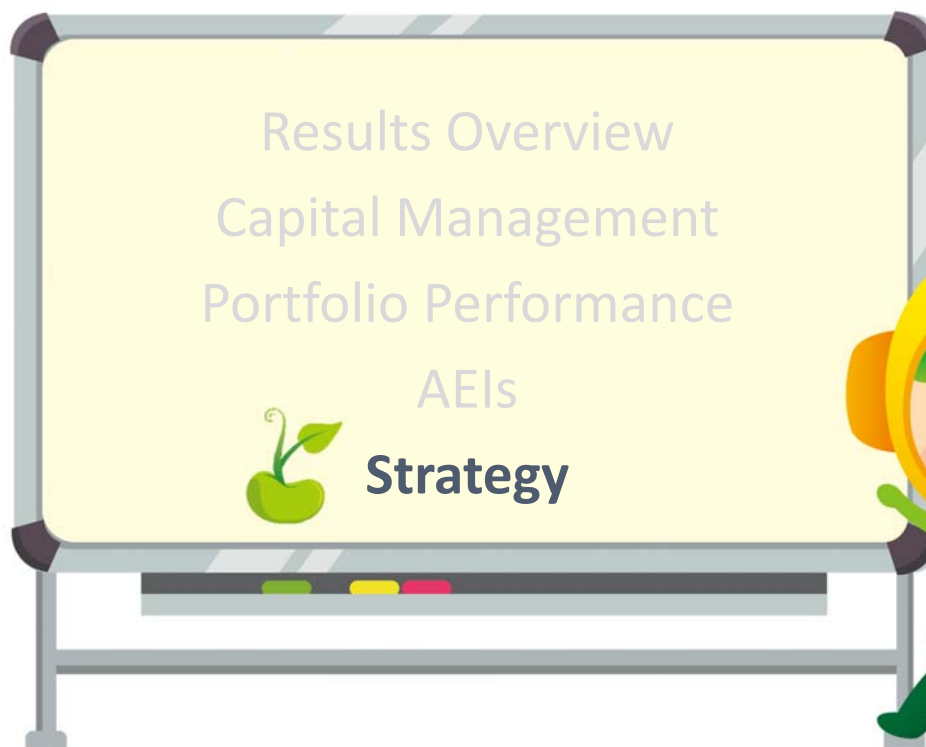 Results Overview
Capital Management
Portfolio Performance
AEIs
Strategy